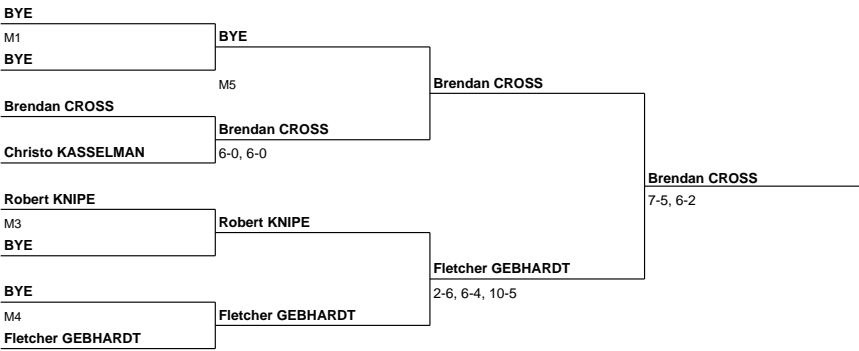 BYE
M1
BYE
BYE
M5
Brendan CROSS
Brendan CROSS
Christo KASSELMAN
Brendan CROSS
6-0, 6-0
Brendan CROSS
7-5, 6-2
Robert KNIPE
M3
BYE
Robert KNIPE
Fletcher GEBHARDT
2-6, 6-4, 10-5
BYE
M4
Fletcher GEBHARDT
Fletcher GEBHARDT